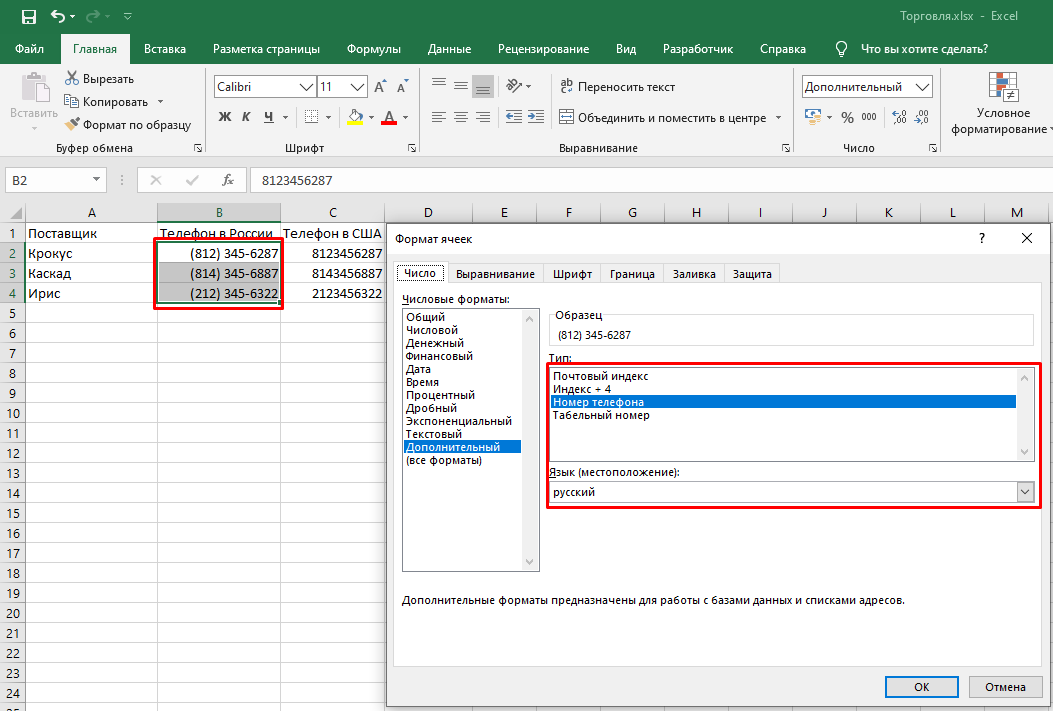 Торговля.xlsx - Excel
Файл Главная Вставка Разметка страницы Формулы Данные Рецензирование Вид Разработчик Справка Что вы хотите сделать?
Вставить
Вырезать
Копировать
Формат по образцу
Буфер обмена
Calibri 11
Ж К Ч А
Шрифт
Переносить текст
Объединить и поместить в центре
Выравнивание
Дополнительный
% 000
Число
Условное
форматирование
B2 fx 8123456287
A B C D E F G H I J K L M
1 Поставщик Телефон в России Телефон в США
2 Крокус (812) 345-6287 8123456287
3 Каскад (814) 345-6887 8143456887
4 Ирис (212) 345-6322 2123456322
5
6
7
8
9
10
11
12
13
14
15
16
17
18
19
20
21
22
23
24
Формат ячеек ?
Число Выравнивание Шрифт Граница Заливка Защита
Числовые форматы:
Общий
Числовой
Денежный
Финансовый
Дата
Время
Процентный
Дробный
Экспоненциальный
Текстовый
Дополнительный
(все форматы)
Образец
(812) 345-6287
Тип:
Почтовый индекс
Индекс + 4
Номер телефона
Табельный номер
Язык (местоположение):
русский
Дополнительные форматы предназначены для работы с базами данных и списками адресов.
ОК Отмена